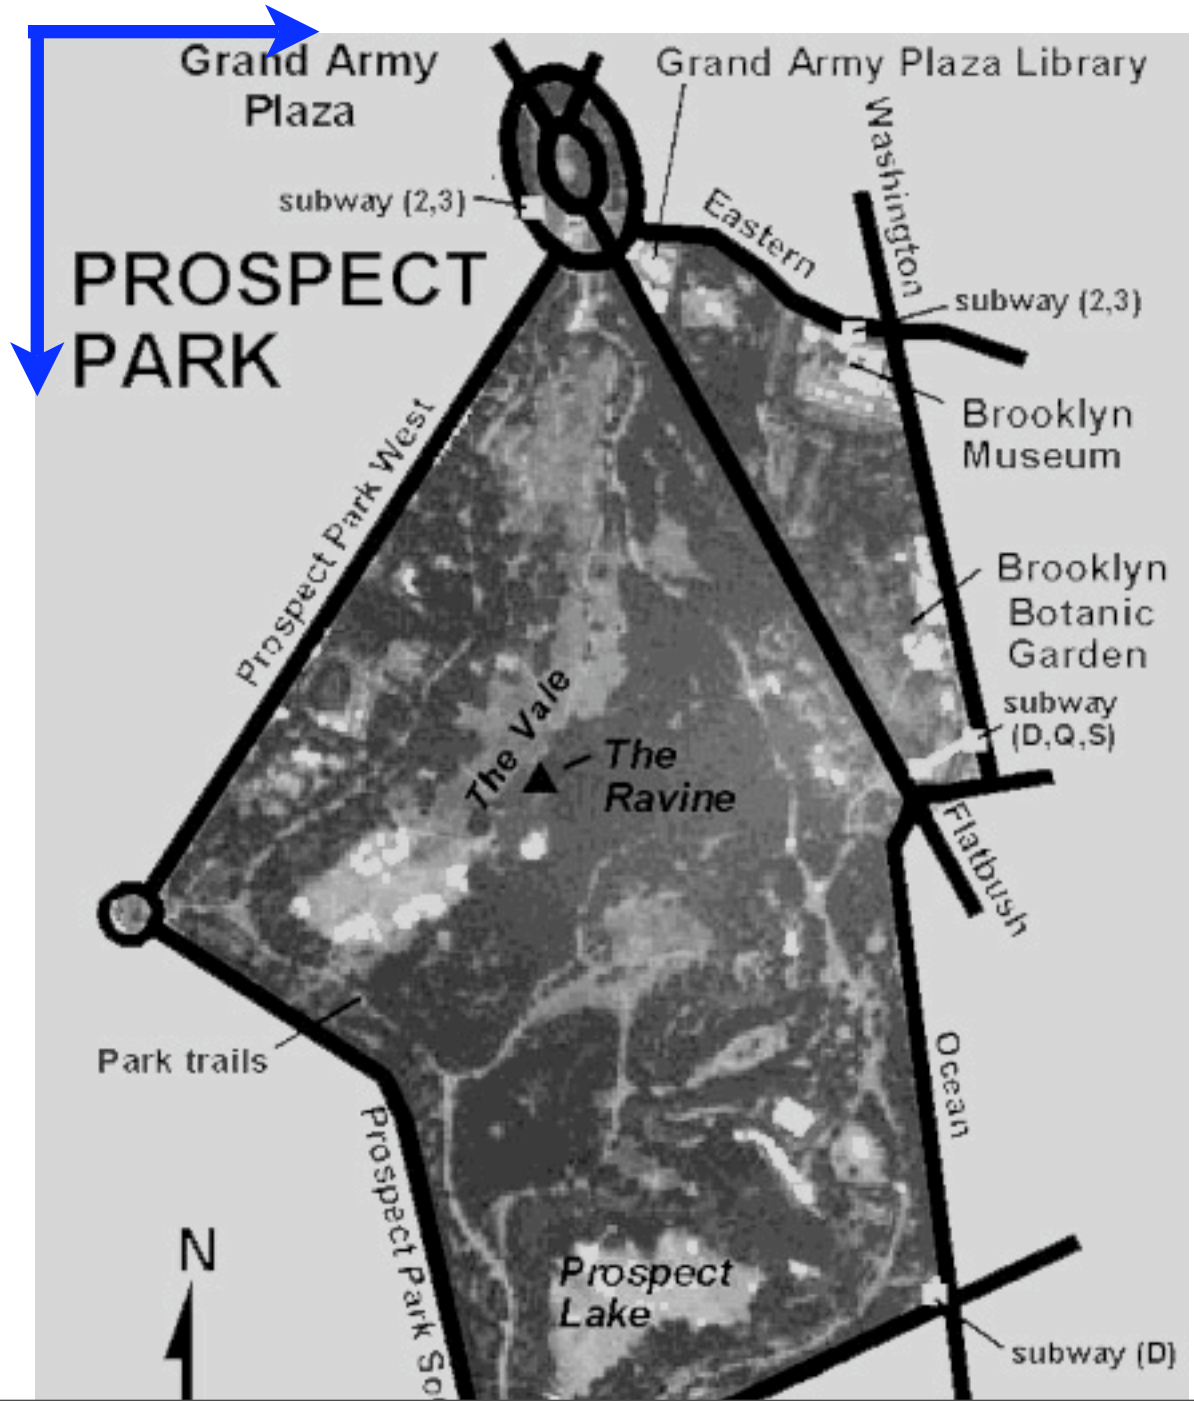 Grand Army
Plaza
Grand Army Plaza Library
Washington
subway (2,3)
Eastern
PROSPECT
PARK
subway (2,3)
Brooklyn
Museum
Prospect Park West
Brooklyn
Botanic
Garden
The Vale
subway
(D,Q,S)
The
Ravine
Flatbush
Park trails
Ocean
Prospect Park So
N
Prospect
Lake
subway (D)